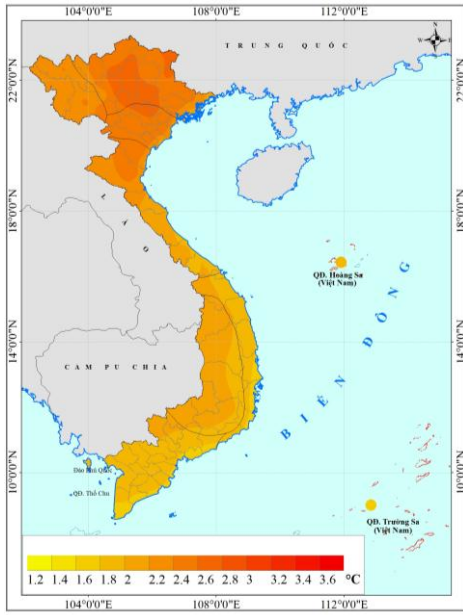 104°0'0"E 108°0'0"E 112°0'0"E
TRUNG QUỐC
N
W E
S
22°0'0"N 22°0'0"N
18°0'0"N 18°0'0"N
LÀO
QĐ. Hoàng Sa
(Việt Nam)
BIỂN ĐÔNG
14°0'0"N 14°0'0"N
CAM PU CHIA
10°0'0"N 10°0'0"N
Đảo Phú Quốc
QĐ. Thổ Chu
QĐ. Trường Sa
(Việt Nam)
1.2 1.4 1.6 1.8 2 2.2 2.4 2.6 2.8 3 3.2 3.4 3.6 °C
104°0'0"E 108°0'0"E 112°0'0"E